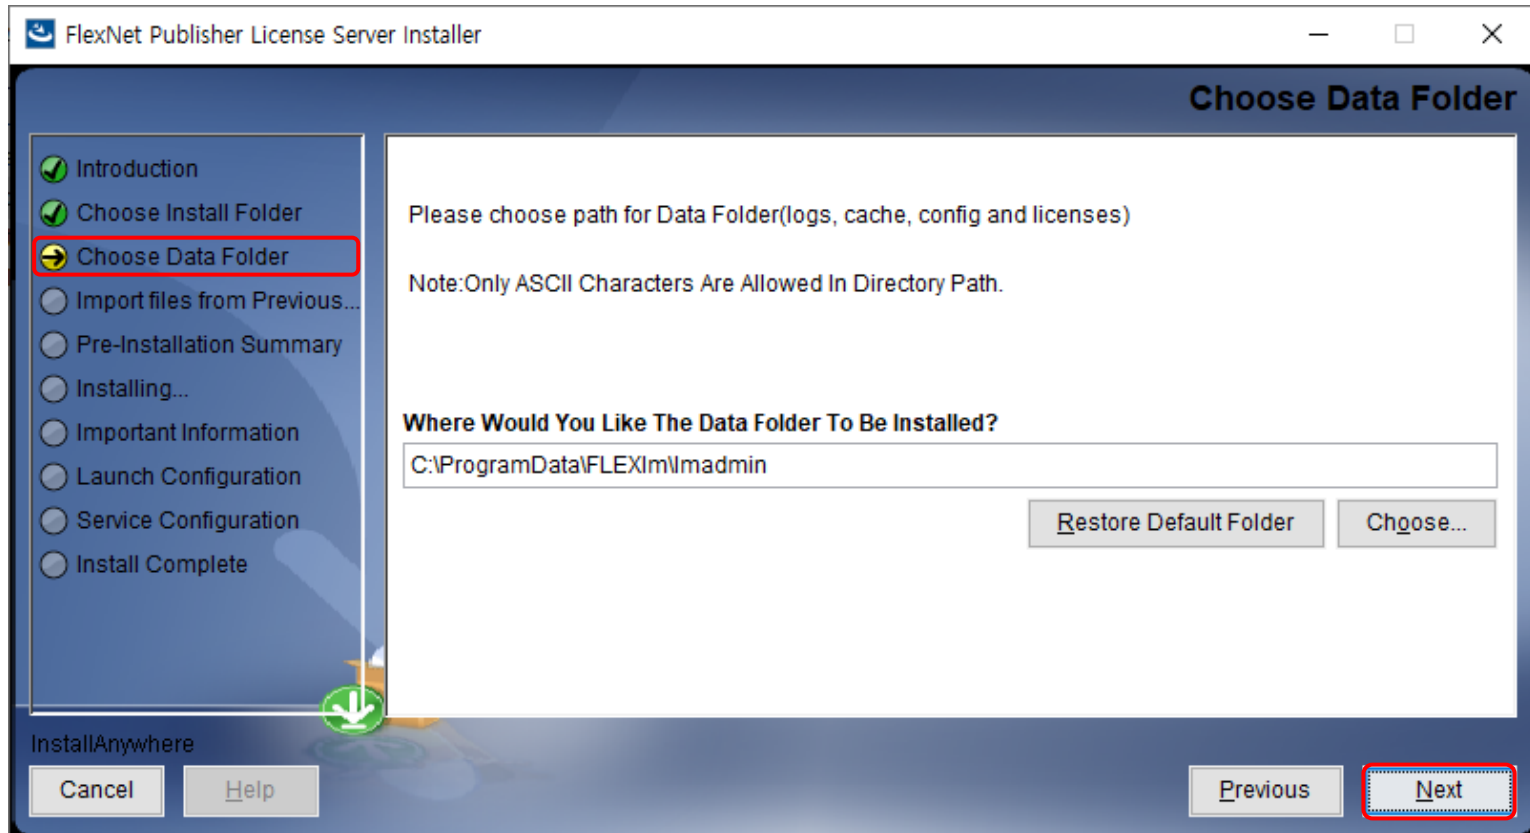 FlexNet Publisher License Server Installer
Choose Data Folder
Introduction
Choose Install Folder
Choose Data Folder
Import files from Previous...
Pre-Installation Summary
Installing...
Important Information
Launch Configuration
Service Configuration
Install Complete
Please choose path for Data Folder(logs, cache, config and licenses)
Note:Only ASCII Characters Are Allowed In Directory Path.
Where Would You Like The Data Folder To Be Installed?
C:\ProgramData\FLEXlm\lmadmin
Restore Default Folder
Choose...
InstallAnywhere
Cancel
Help
Previous
Next